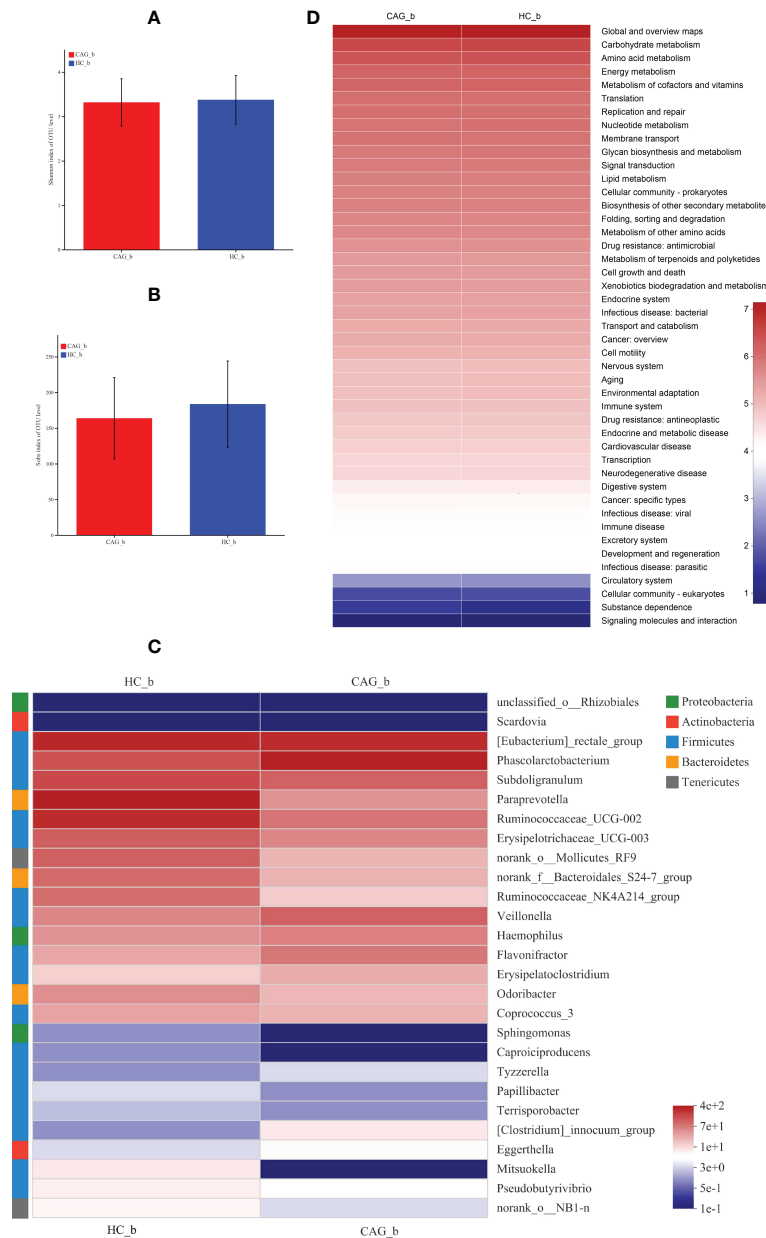 A
CAG_b
HC_b
Shannon index of OTU level
4
3
2
1
0
CAG_b
HC_b
B
CAG_b
HC_b
Sobs index of OTU level
250
200
150
100
50
0
CAG_b
HC_b
D
CAG_b
HC_b
Global and overview maps
Carbohydrate metabolism
Amino acid metabolism
Energy metabolism
Metabolism of cofactors and vitamins
Translation
Replication and repair
Nucleotide metabolism
Membrane transport
Glycan biosynthesis and metabolism
Signal transduction
Lipid metabolism
Cellular community - prokaryotes
Biosynthesis of other secondary metabolite
Folding, sorting and degradation
Metabolism of other amino acids
Drug resistance: antimicrobial
Metabolism of terpenoids and polyketides
Cell growth and death
Xenobiotics biodegradation and metabolism
Endocrine system
Infectious disease: bacterial
Transport and catabolism
Cancer: overview
Cell motility
Nervous system
Aging
Environmental adaptation
Immune system
Drug resistance: antineoplastic
Endocrine and metabolic disease
Cardiovascular disease
Transcription
Neurodegenerative disease
Digestive system
Cancer: specific types
Infectious disease: viral
Immune disease
Excretory system
Development and regeneration
Infectious disease: parasitic
Circulatory system
Cellular community - eukaryotes
Substance dependence
Signaling molecules and interaction
7
6
5
4
3
2
1
C
HC_b
CAG_b
unclassified_o__Rhizobiales
Scardovia
[Eubacterium]_rectale_group
Phascolarctobacterium
Subdoligranulum
Paraprevotella
Ruminococcaceae_UCG-002
Erysipelotrichaceae_UCG-003
norank_o__Mollicutes_RF9
norank_f__Bacteroidales_S24-7_group
Ruminococcaceae_NK4A214_group
Veillonella
Haemophilus
Flavonifractor
Erysipelatoclostridium
Odoribacter
Coprococcus_3
Sphingomonas
Caproiciproducens
Tyzzerella
Papillibacter
Terrisporobacter
[Clostridium]_innocuum_group
Eggerthella
Mitsuokella
Pseudobutyrivibrio
norank_o__NB1-n
HC_b
CAG_b
Proteobacteria
Actinobacteria
Firmicutes
Bacteroidetes
Tenericutes
4e+2
7e+1
1e+1
3e+0
5e-1
1e-1